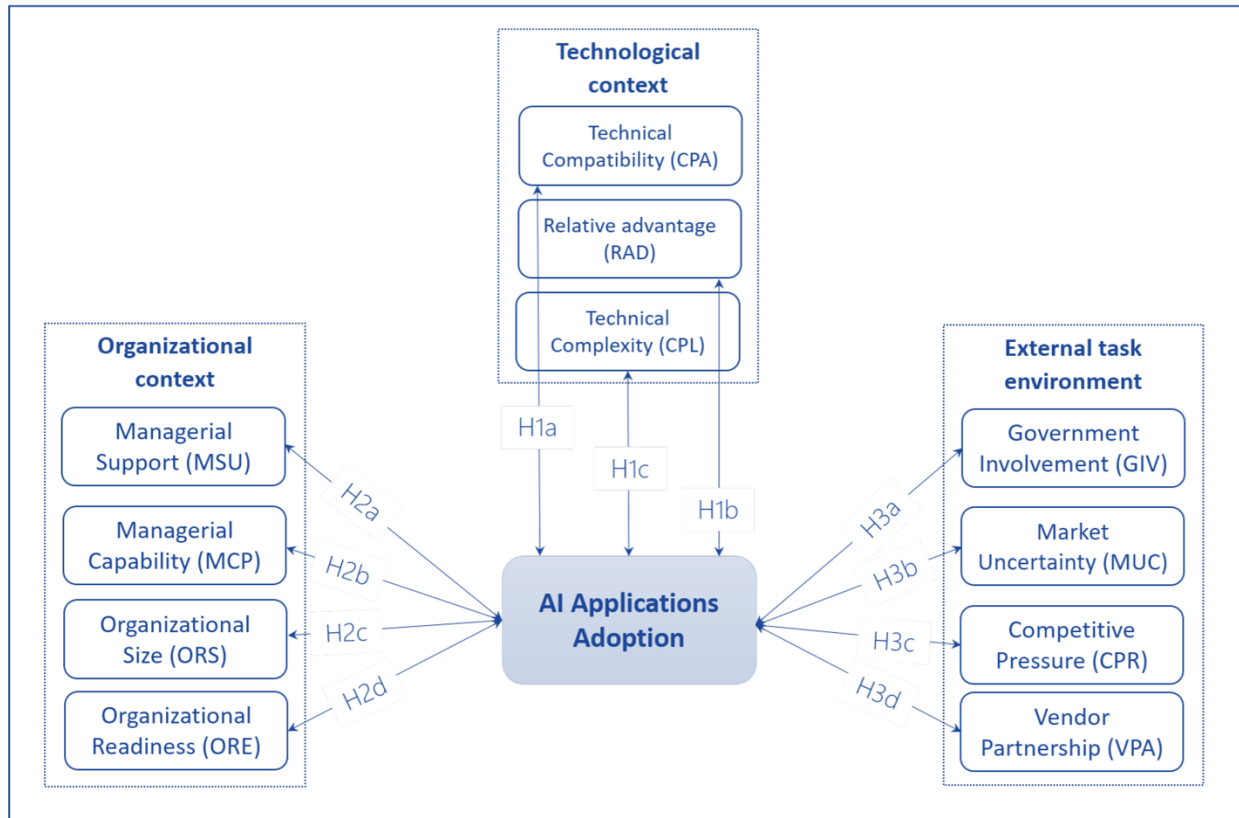 Technological
context
Technical
Compatibility (CPA)
Relative advantage
(RAD)
Technical
Complexity (CPL)
H1a
H1c
H1b
Organizational
context
Managerial
Support (MSU)
Managerial
Capability (MCP)
Organizational
Size (ORS)
Organizational
Readiness (ORE)
H2a
H2b
H2c
H2d
AI Applications
Adoption
H3a
H3b
H3c
H3d
External task
environment
Government
Involvement (GIV)
Market
Uncertainty (MUC)
Competitive
Pressure (CPR)
Vendor
Partnership (VPA)